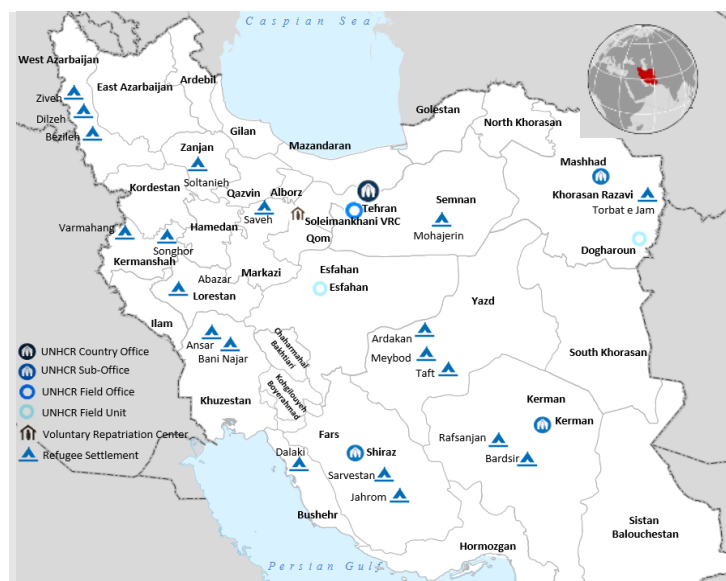 Caspian Sea
West Azarbaijan
East Azarbaijan
Ardebil
Ziveh
Dilzeh
Bezileh
Gilan
Golestan
North Khorasan
Mazandaran
Zanjan
Soltanieh
Mashhad
Khorasan Razavi
Torbat e Jam
Kordestan
Qazvin
Alborz
Tehran
Semnan
Saveh
Soleimankhani VRC
Mohajerin
Varmahang
Songhor
Hamedan
Qom
Dogharoun
Kermanshah
Markazi
Esfahan
Esfahan
Abazar
Lorestan
Yazd
Ilam
Ardakan
Chaharmahal
Bakhtiari
Ansar
Bani Najar
Meybod
Taft
South Khorasan
UNHCR Country Office
UNHCR Sub-Office
UNHCR Field Office
UNHCR Field Unit
Voluntary Repatriation Center
Refugee Settlement
Kohgilouyeh
Boyerahmad
Khuzestan
Kerman
Kerman
Fars
Shiraz
Rafsanjan
Bardsir
Dalaki
Sarvestan
Jahrom
Bushehr
Sistan
Balouchestan
Hormozgan
Persian Gulf